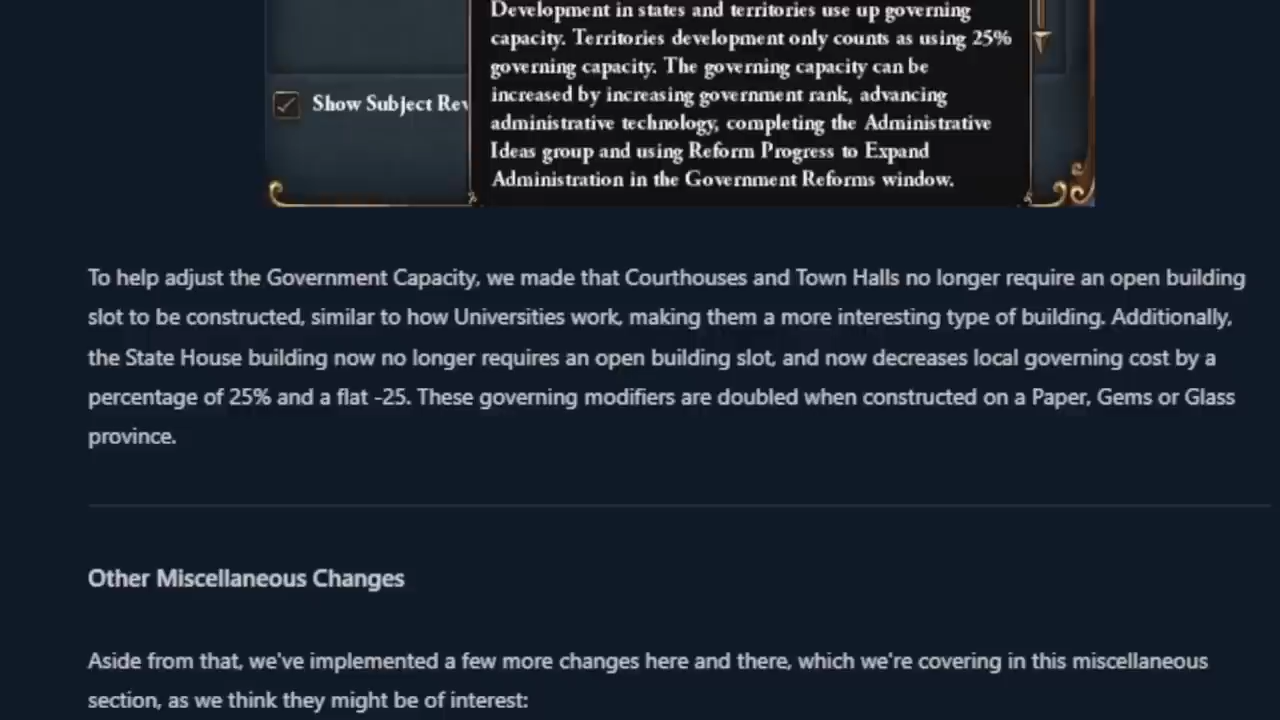 Development in states and territories use up governing
capacity. Territories development only counts as using 25%
governing capacity. The governing capacity can be
increased by increasing government rank, advancing
administrative technology, completing the Administrative
Ideas group and using Reform Progress to Expand
Administration in the Government Reforms window.
Show Subject Rev
To help adjust the Government Capacity, we made that Courthouses and Town Halls no longer require an open building
slot to be constructed, similar to how Universities work, making them a more interesting type of building. Additionally,
the State House building now no longer requires an open building slot, and now decreases local governing cost by a
percentage of 25% and a flat -25. These governing modifiers are doubled when constructed on a Paper, Gems or Glass
province.
Other Miscellaneous Changes
Aside from that, we've implemented a few more changes here and there, which we're covering in this miscellaneous
section, as we think they might be of interest: